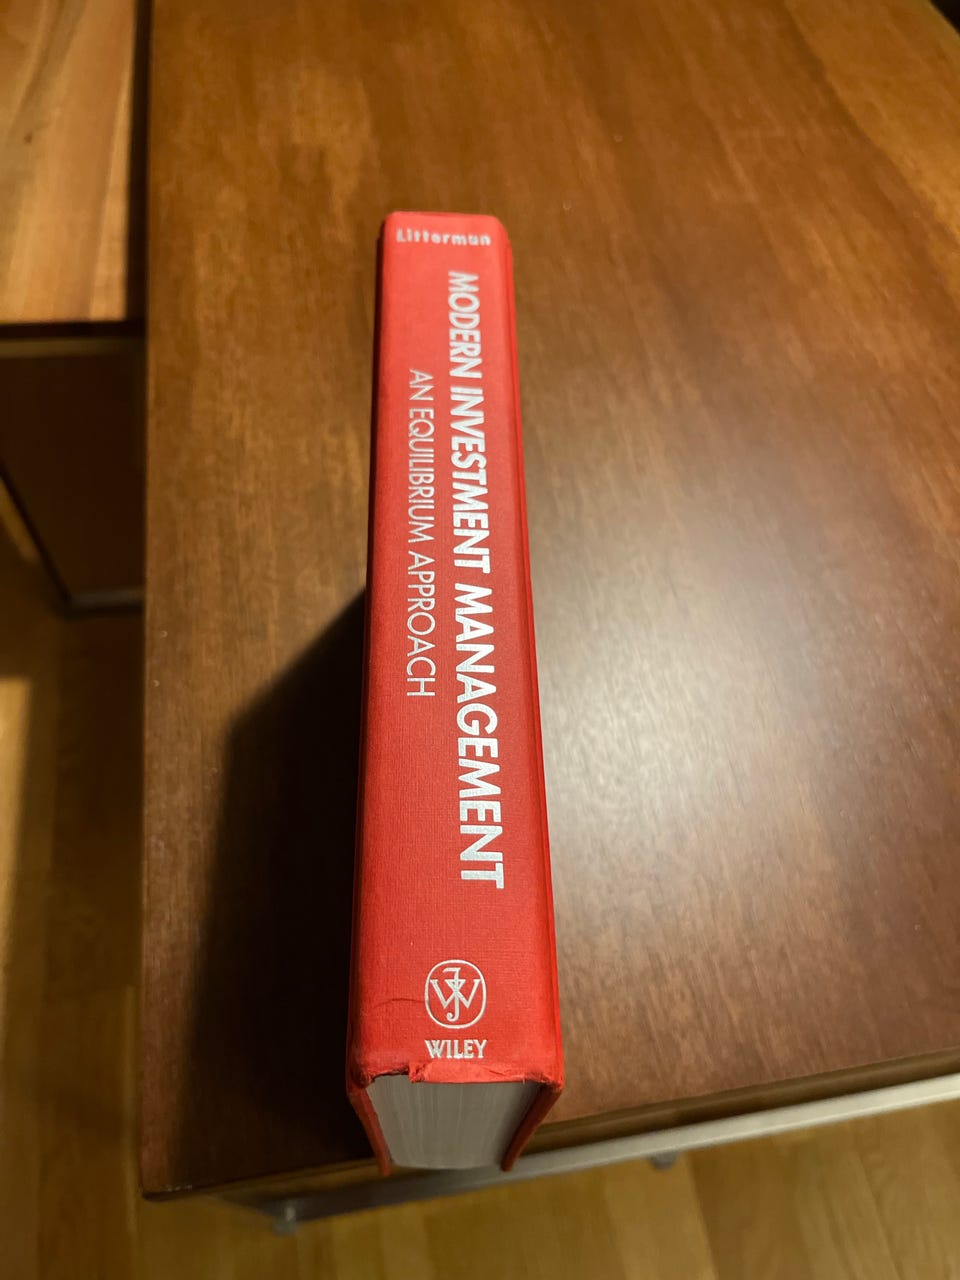 Litterman
MODERN INVESTMENT MANAGEMENT
AN EQUILIBRIUM APPROACH
WILEY